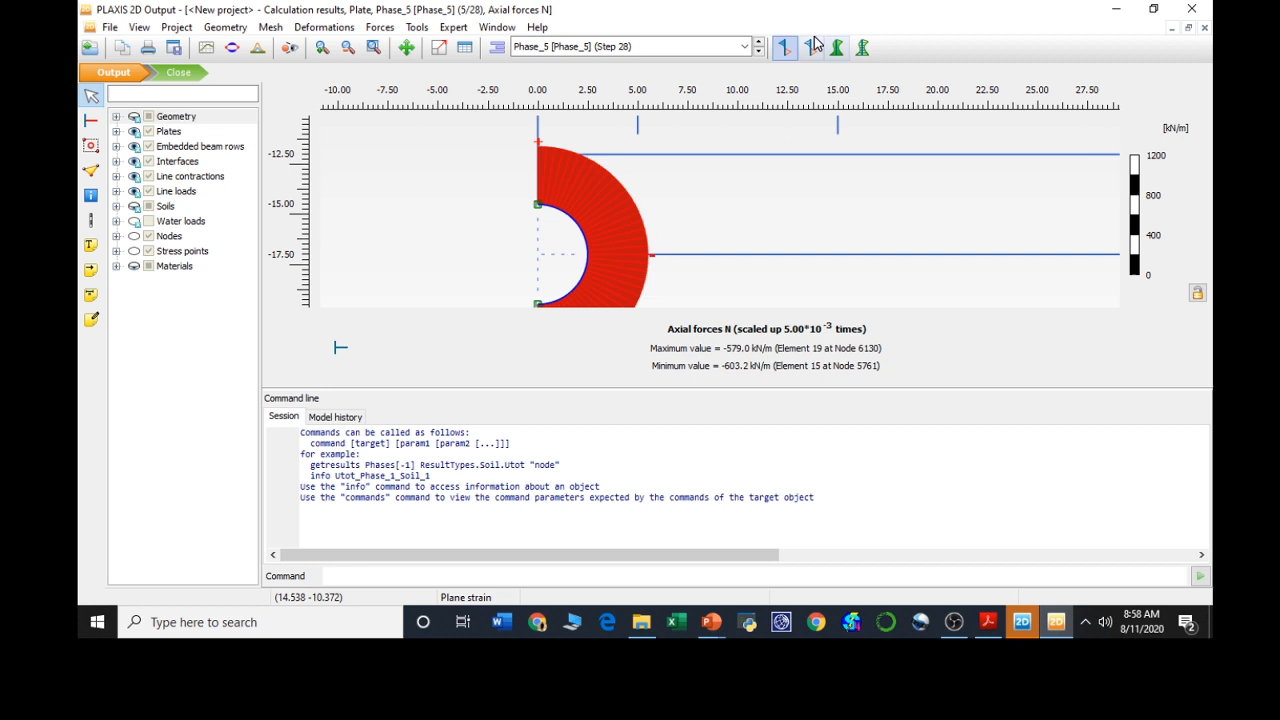 PLAXIS 2D Output - [<New project> - Calculation results, Plate, Phase_5 [Phase_5] (5/28), Axial forces N]
File View Project Geometry Mesh Deformations Forces Tools Expert Window Help
Phase_5 [Phase_5] (Step 28)
Output Close
-10.00 -7.50 -5.00 -2.50 0.00 2.50 5.00 7.50 10.00 12.50 15.00 17.50 20.00 22.50 25.00 27.50
Geometry
Plates
Embedded beam rows
Interfaces
Line contractions
Line loads
Soils
Water loads
Nodes
Stress points
Materials
-12.50
-15.00
-17.50
[kN/m]
1200
800
400
0
Axial forces N (scaled up 5.00*10 -3 times)
Maximum value = -579.0 kN/m (Element 19 at Node 6130)
Minimum value = -603.2 kN/m (Element 15 at Node 5761)
Command line
Session Model history
Commands can be called as follows:
command [target] [param1 [param2 [...]]]
for example:
getresults Phases[-1] ResultTypes.Soil.Utot "node"
info Utot_Phase_1_Soil_1
Use the "info" command to access information about an object
Use the "commands" command to view the command parameters expected by the commands of the target object
Command
(14.538 -10.372) Plane strain
Type here to search
2D 2D
8:58 AM
8/11/2020
2